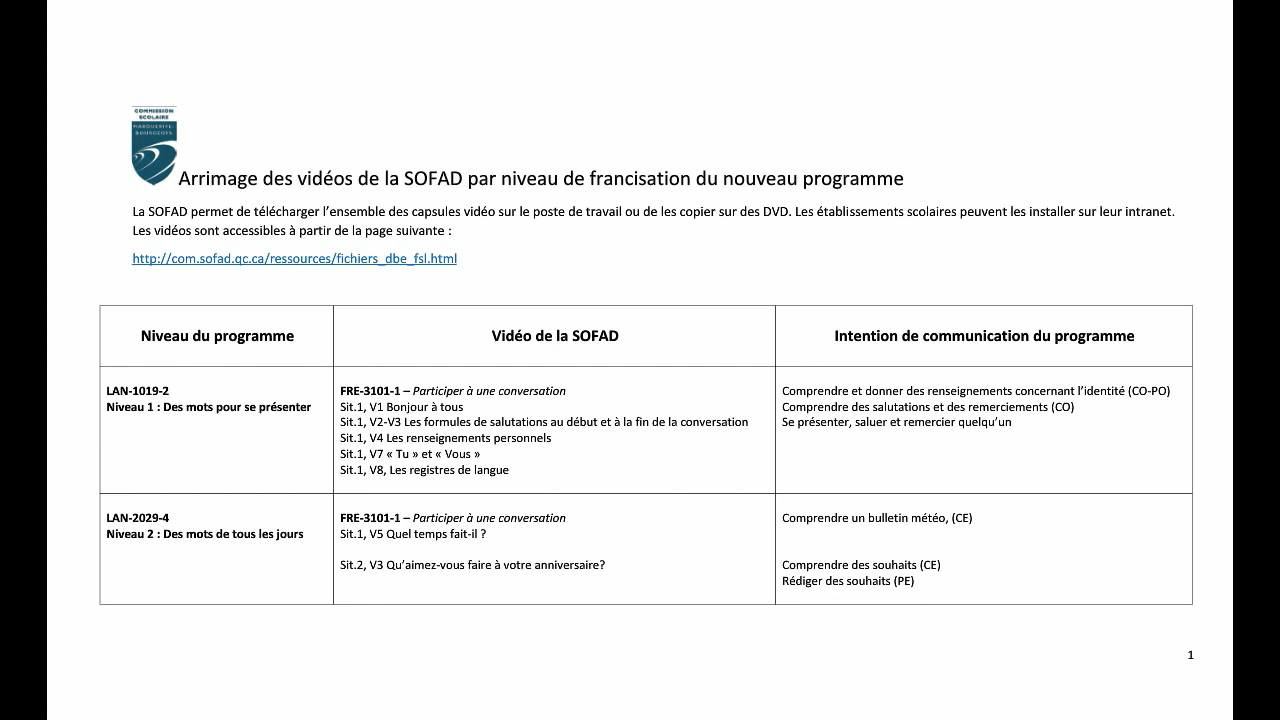 COMMISSION
SCOLAIRE
MARGUERITE-
BOURGEOYS
Arrimage des vidéos de la SOFAD par niveau de francisation du nouveau programme
La SOFAD permet de télécharger l’ensemble des capsules vidéo sur le poste de travail ou de les copier sur des DVD. Les établissements scolaires peuvent les installer sur leur intranet.
Les vidéos sont accessibles à partir de la page suivante :
http://com.sofad.qc.ca/ressources/fichiers_dbe_fsl.html
Niveau du programme
Vidéo de la SOFAD
Intention de communication du programme
LAN-1019-2
Niveau 1 : Des mots pour se présenter
FRE-3101-1 – Participer à une conversation
Sit.1, V1 Bonjour à tous
Sit.1, V2-V3 Les formules de salutations au début et à la fin de la conversation
Sit.1, V4 Les renseignements personnels
Sit.1, V7 « Tu » et « Vous »
Sit.1, V8, Les registres de langue
Comprendre et donner des renseignements concernant l’identité (CO-PO)
Comprendre des salutations et des remerciements (CO)
Se présenter, saluer et remercier quelqu’un
LAN-2029-4
Niveau 2 : Des mots de tous les jours
FRE-3101-1 – Participer à une conversation
Sit.1, V5 Quel temps fait-il ?
Sit.2, V3 Qu’aimez-vous faire à votre anniversaire?
Comprendre un bulletin météo, (CE)
Comprendre des souhaits (CE)
Rédiger des souhaits (PE)
1